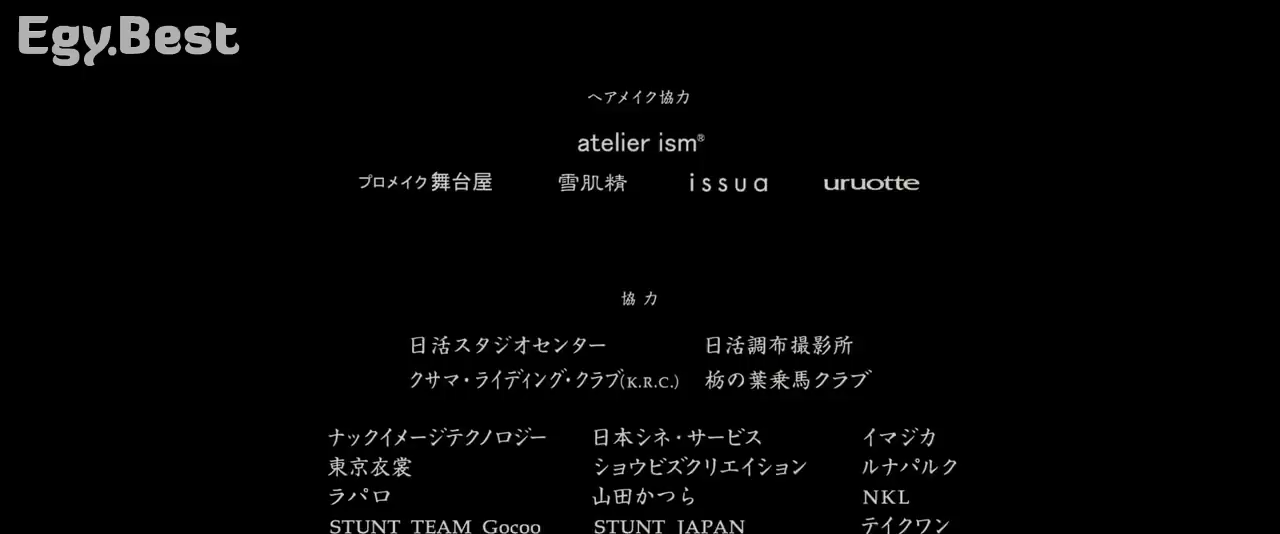 Egy.Best
ヘアメイク協力
atelier ism®
プロメイク舞台屋 雪肌精 issua uruotte
協力
日活スタジオセンター 日活調布撮影所
クサマ・ライディング・クラブ(K.R.C.) 栃の葉乗馬クラブ
ナックイメージテクノロジー 日本シネ・サービス イマジカ
東京衣裳 ショウビズクリエイション ルナパルク
ラパロ 山田かつら NKL
STUNT TEAM Gocoo STUNT JAPAN テイクワン